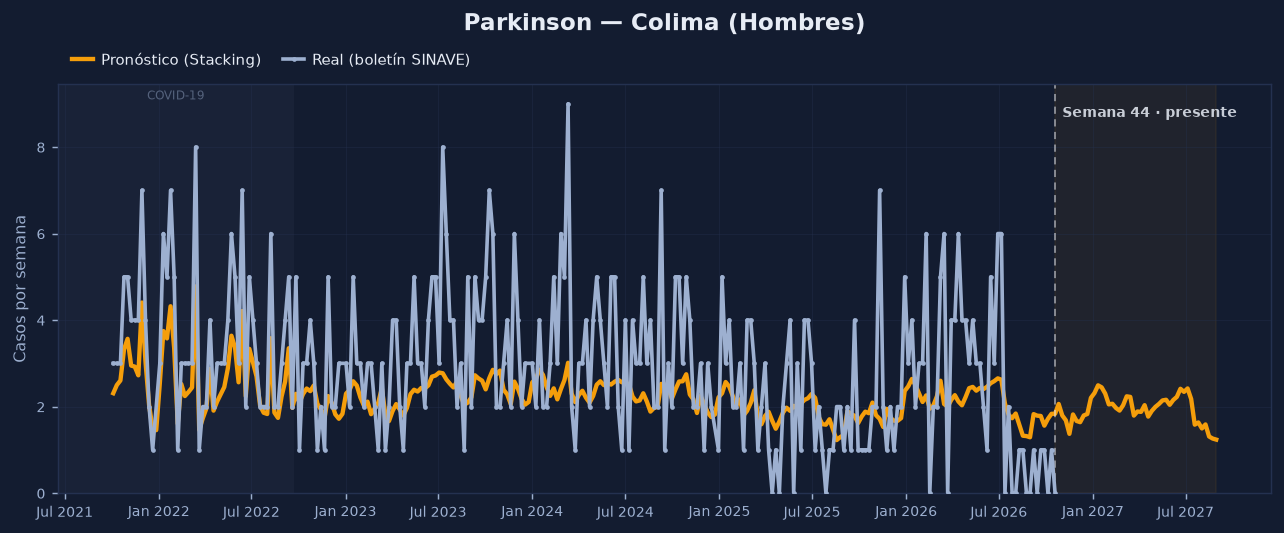 Parkinson — Colima (Hombres)
Pronóstico (Stacking)
Real (boletín SINAVE)
COVID-19
Semana 44 · presente
Casos por semana
8
6
4
2
0
Jul 2021
Jan 2022
Jul 2022
Jan 2023
Jul 2023
Jan 2024
Jul 2024
Jan 2025
Jul 2025
Jan 2026
Jul 2026
Jan 2027
Jul 2027